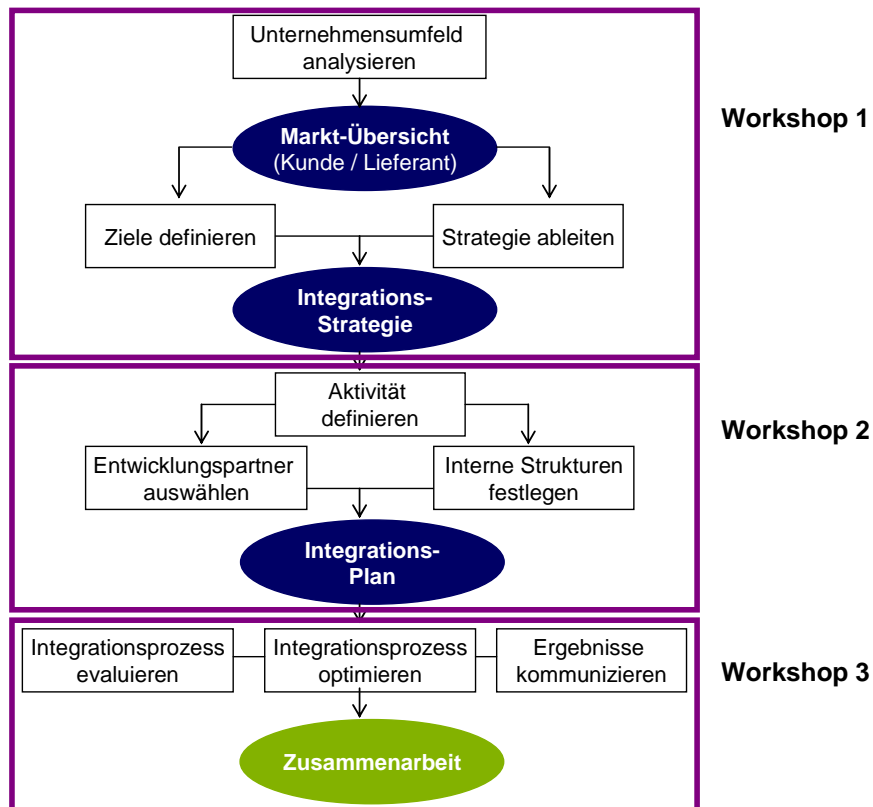 Unternehmensumfeld
analysieren
Workshop 1
Markt-Übersicht
(Kunde / Lieferant)
Ziele definieren
Strategie ableiten
Integrations-
Strategie
Aktivität
definieren
Workshop 2
Entwicklungspartner
auswählen
Interne Strukturen
festlegen
Integrations-
Plan
Integrationsprozess
evaluieren
Integrationsprozess
optimieren
Ergebnisse
kommunizieren
Workshop 3
Zusammenarbeit